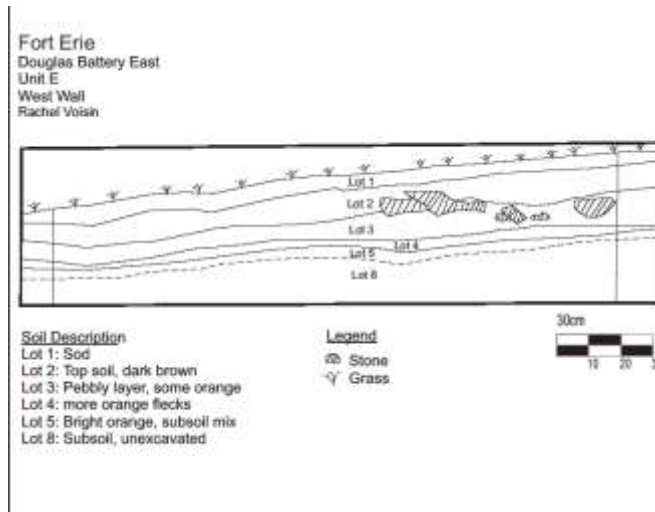 Fort Erie
Douglas Battery East
Unit E
West Wall
Rachel Voisin
Lot 1
Lot 2
Lot 3
Lot 4
Lot 5
Lot 8
Soil Description
Lot 1: Sod
Lot 2: Top soil, dark brown
Lot 3: Pebbly layer, some orange
Lot 4: more orange flecks
Lot 5: Bright orange, subsoil mix
Lot 8: Subsoil, unexcavated
Legend
Stone
Grass
30cm
10 20